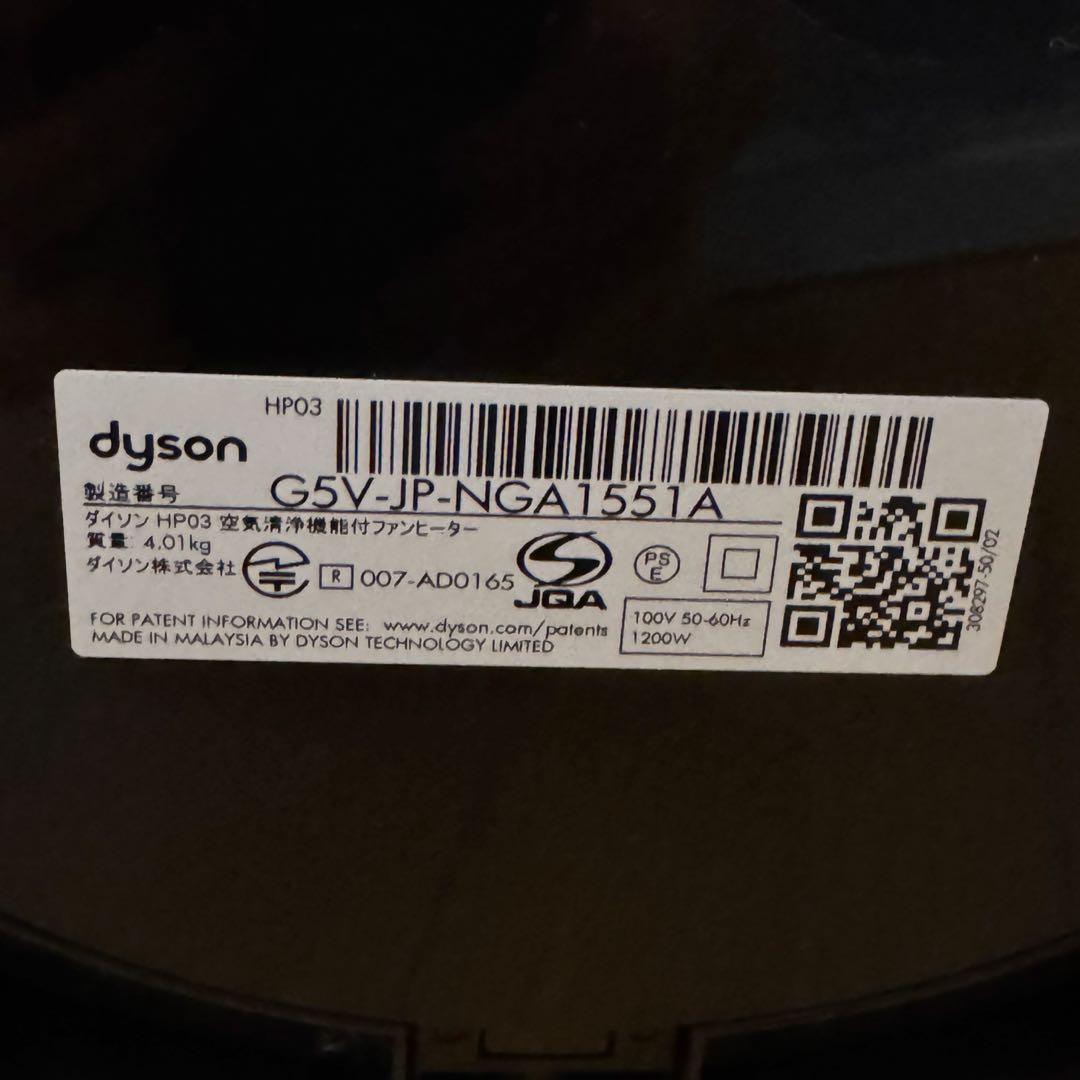 HP03
dyson
製造番号 G5V-JP-NGA1551A
ダイソン HP03 空気清浄機能付ファンヒーター
質量: 4.01kg
ダイソン株式会社
R 007-AD0165
JQA
PS
E
100V 50-60Hz
1200W
FOR PATENT INFORMATION SEE: www.dyson.com/patents
MADE IN MALAYSIA BY DYSON TECHNOLOGY LIMITED
308297-50/02